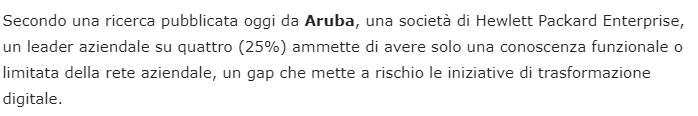 Secondo una ricerca pubblicata oggi da Aruba, una società di Hewlett Packard Enterprise,
un leader aziendale su quattro (25%) ammette di avere solo una conoscenza funzionale o
limitata della rete aziendale, un gap che mette a rischio le iniziative di trasformazione
digitale.